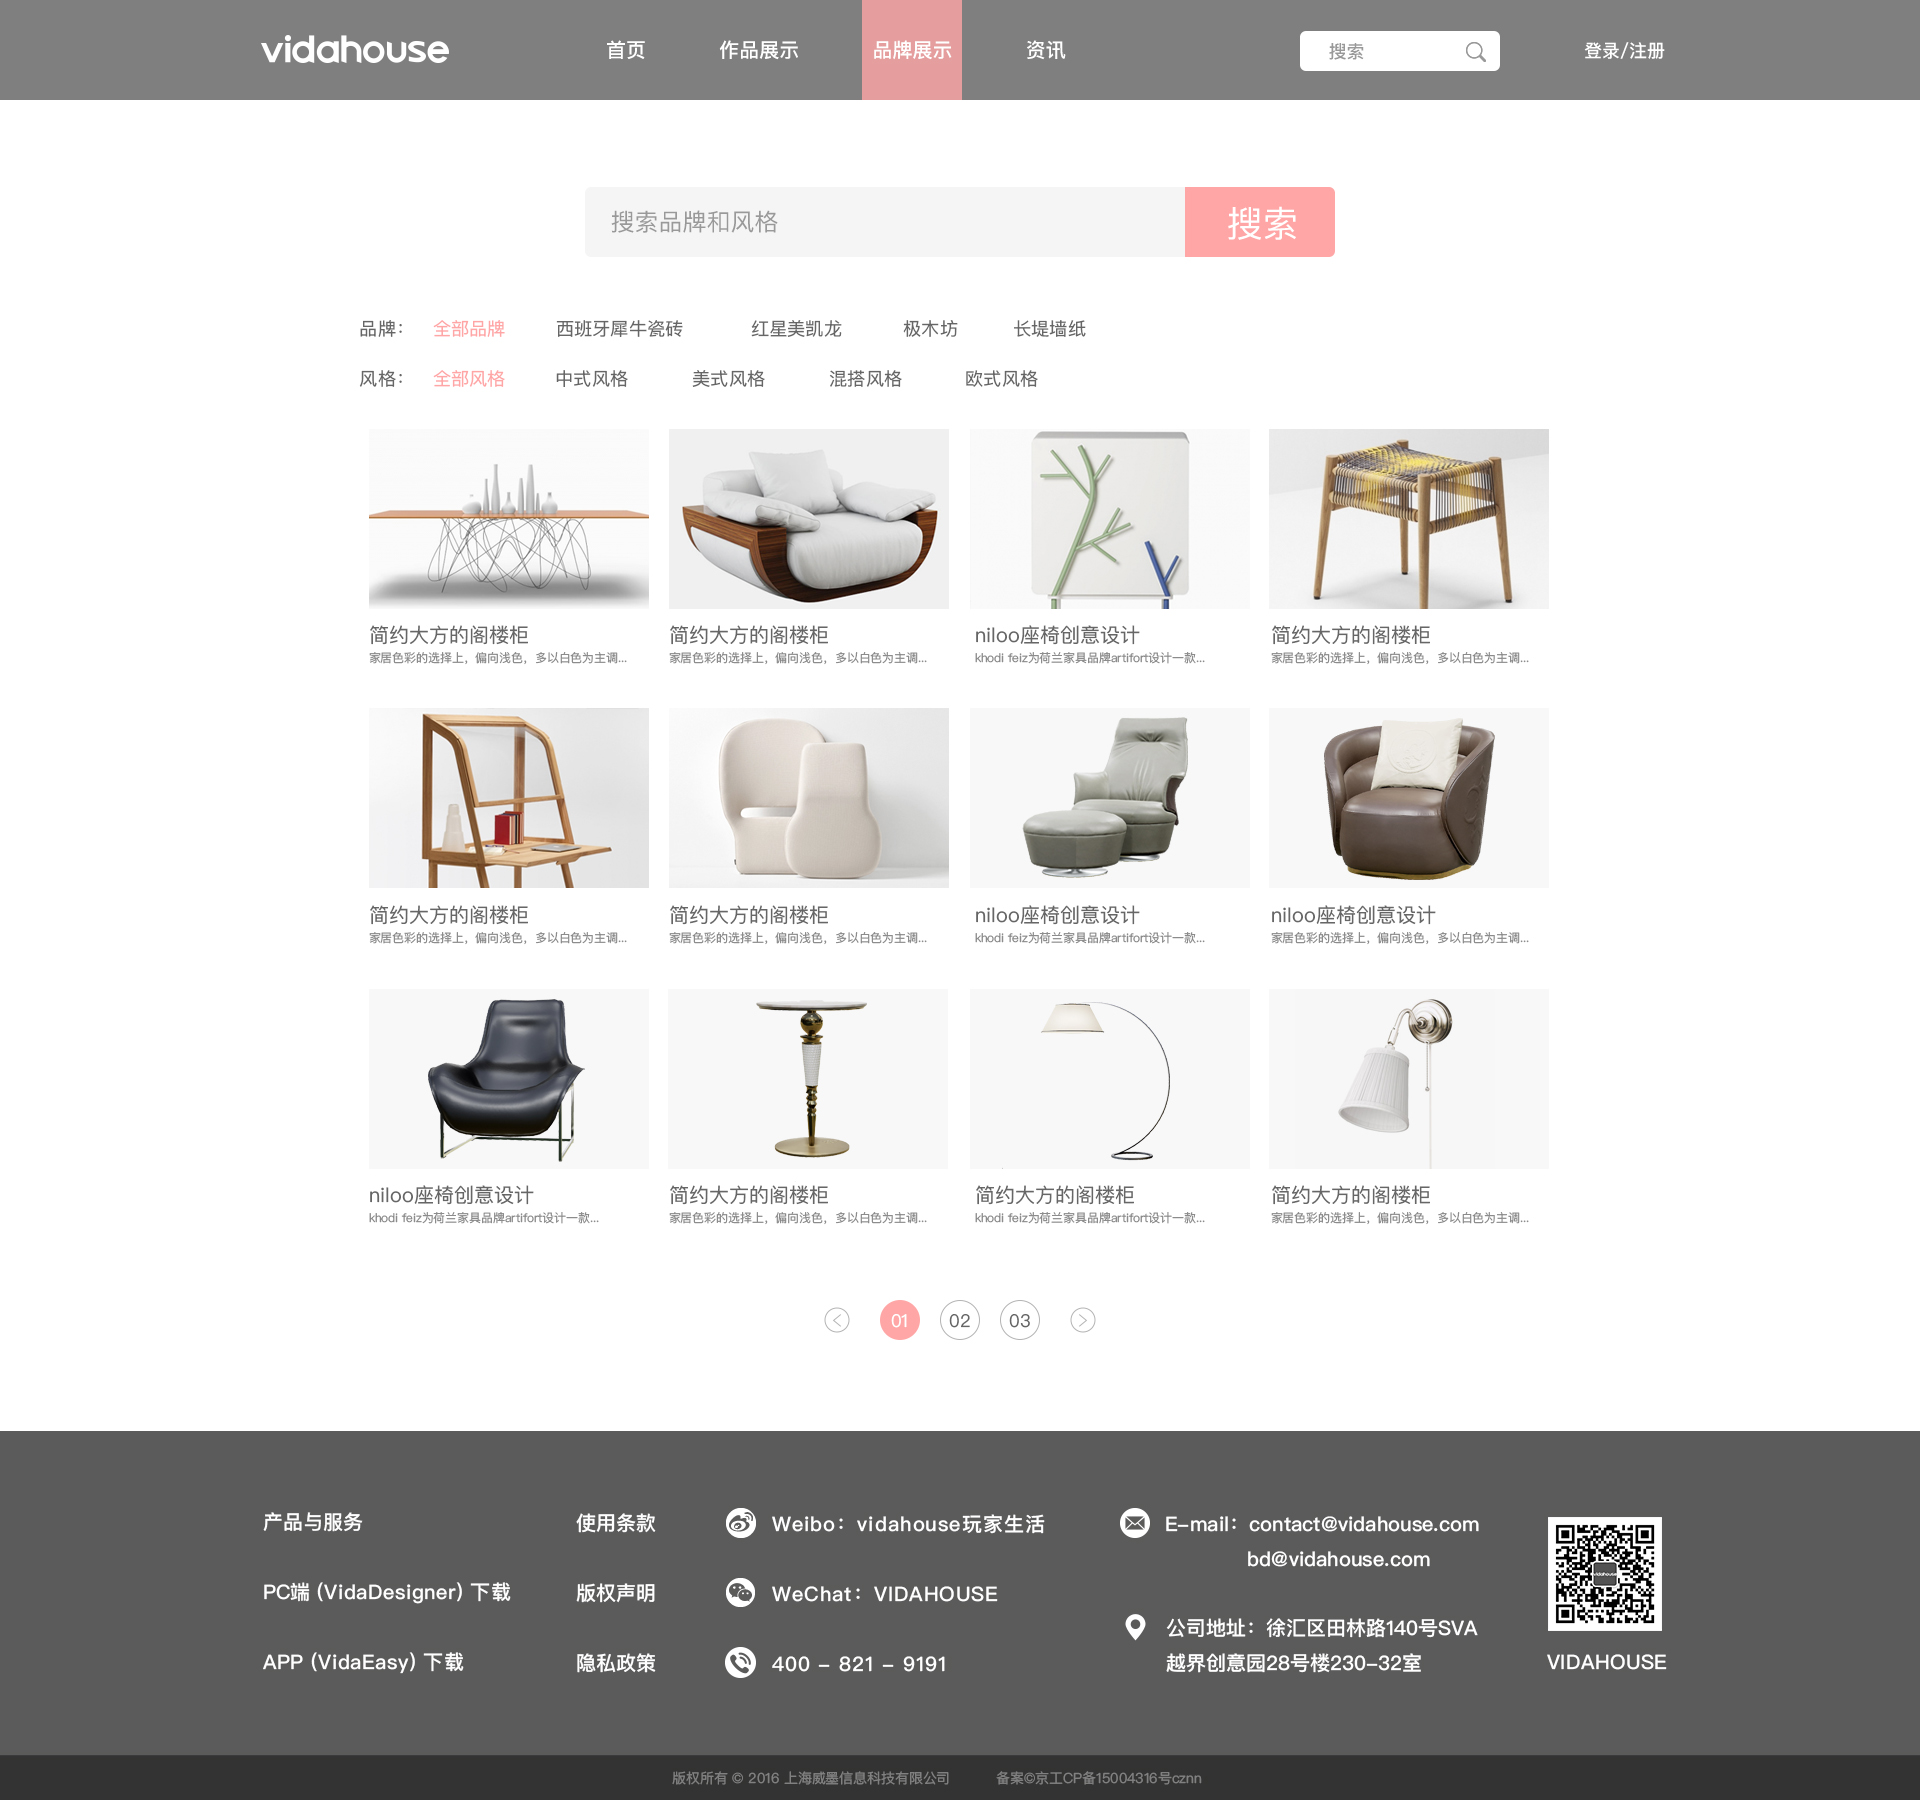 vidahouse
首页
作品展示
品牌展示
资讯
搜索
登录/注册
搜索品牌和风格
搜索
品牌： 全部品牌 西班牙犀牛瓷砖 红星美凯龙 极木坊 长堤墙纸
风格： 全部风格 中式风格 美式风格 混搭风格 欧式风格
简约大方的阁楼柜
家居色彩的选择上，偏向浅色，多以白色为主调...
简约大方的阁楼柜
家居色彩的选择上，偏向浅色，多以白色为主调...
niloo座椅创意设计
khodi feiz为荷兰家具品牌artifort设计一款...
简约大方的阁楼柜
家居色彩的选择上，偏向浅色，多以白色为主调...
简约大方的阁楼柜
家居色彩的选择上，偏向浅色，多以白色为主调...
简约大方的阁楼柜
家居色彩的选择上，偏向浅色，多以白色为主调...
niloo座椅创意设计
khodi feiz为荷兰家具品牌artifort设计一款...
niloo座椅创意设计
家居色彩的选择上，偏向浅色，多以白色为主调...
niloo座椅创意设计
khodi feiz为荷兰家具品牌artifort设计一款...
简约大方的阁楼柜
家居色彩的选择上，偏向浅色，多以白色为主调...
简约大方的阁楼柜
khodi feiz为荷兰家具品牌artifort设计一款...
简约大方的阁楼柜
家居色彩的选择上，偏向浅色，多以白色为主调...
01 02 03
产品与服务
PC端 (VidaDesigner) 下载
APP (VidaEasy) 下载
使用条款
版权声明
隐私政策
Weibo：vidahouse玩家生活
WeChat：VIDAHOUSE
400 - 821 - 9191
E-mail：contact@vidahouse.com
bd@vidahouse.com
公司地址：徐汇区田林路140号SVA
越界创意园28号楼230-32室
vidahouse
VIDAHOUSE
版权所有 © 2016 上海威墨信息科技有限公司 备案©京工CP备15004316号cznn